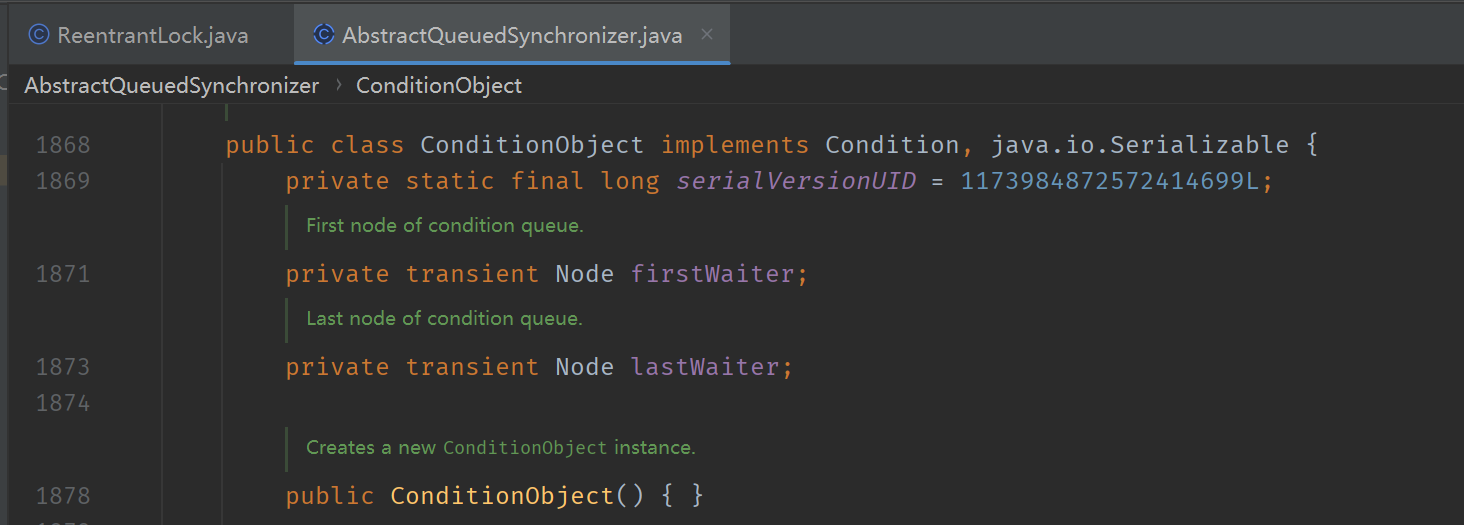 ReentrantLock.java AbstractQueuedSynchronizer.java ×
AbstractQueuedSynchronizer › ConditionObject
1868 public class ConditionObject implements Condition, java.io.Serializable {
1869 private static final long serialVersionUID = 1173984872572414699L;
First node of condition queue.
1871 private transient Node firstWaiter;
Last node of condition queue.
1873 private transient Node lastWaiter;
1874
Creates a new ConditionObject instance.
1878 public ConditionObject() { }